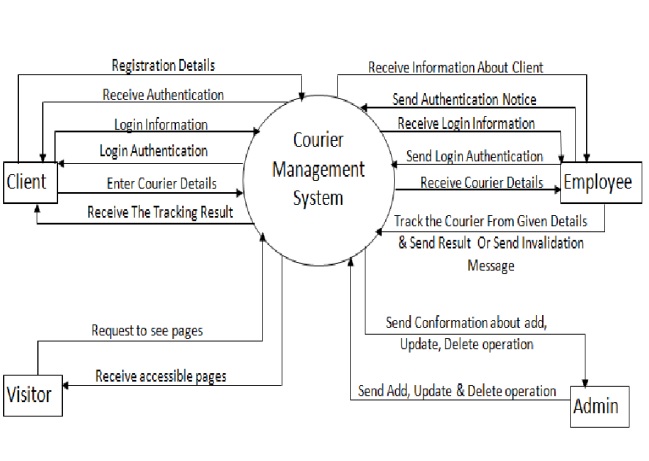 Registration Details
Receive Authentication
Login Information
Login Authentication
Client
Enter Courier Details
Receive The Tracking Result
Courier
Management
System
Receive Information About Client
Send Authentication Notice
Receive Login Information
Send Login Authentication
Receive Courier Details
Employee
Track the Courier From Given Details
& Send Result Or Send Invalidation
Message
Request to see pages
Receive accessible pages
Visitor
Send Conformation about add,
Update, Delete operation
Send Add, Update & Delete operation
Admin